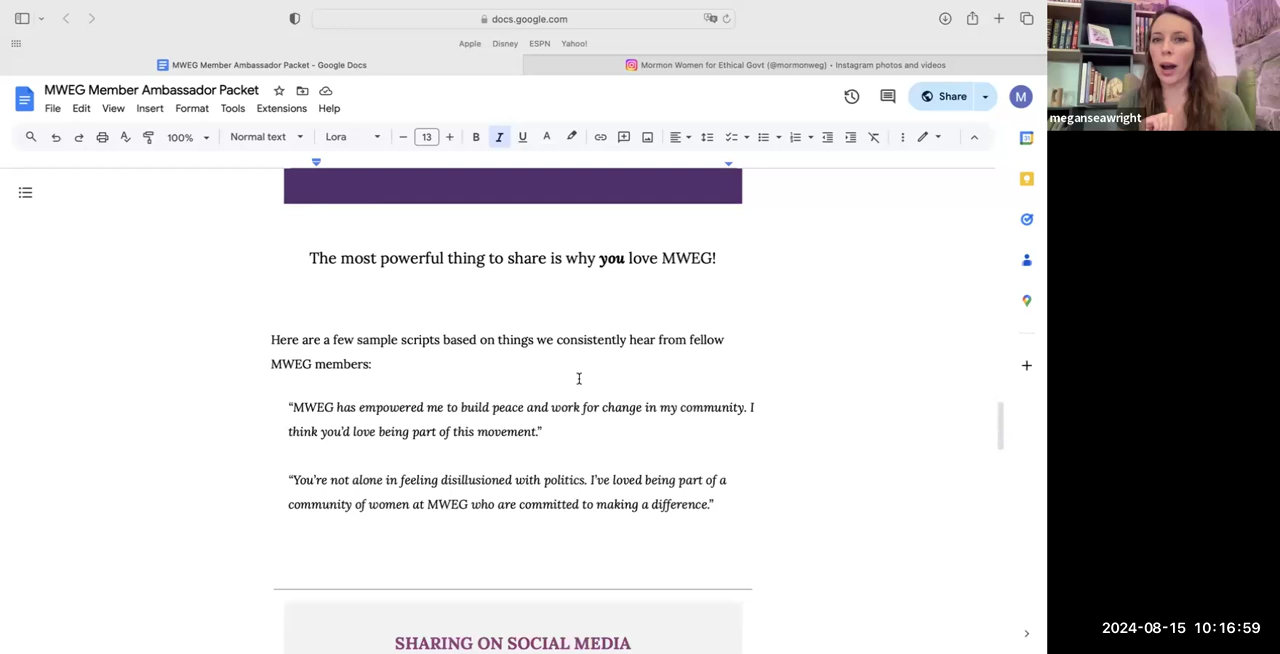 docs.google.com
Apple Disney ESPN Yahoo!
MWEG Member Ambassador Packet - Google Docs
Mormon Women for Ethical Govt (@mormonweg) • Instagram photos and videos
MWEG Member Ambassador Packet
File Edit View Insert Format Tools Extensions Help
Share
M
100% Normal text Lora 13 B I U A
The most powerful thing to share is why you love MWEG!
Here are a few sample scripts based on things we consistently hear from fellow
MWEG members:
“MWEG has empowered me to build peace and work for change in my community. I
think you’d love being part of this movement.”
“You’re not alone in feeling disillusioned with politics. I’ve loved being part of a
community of women at MWEG who are committed to making a difference.”
SHARING ON SOCIAL MEDIA
meganseawright
2024-08-15 10:16:59